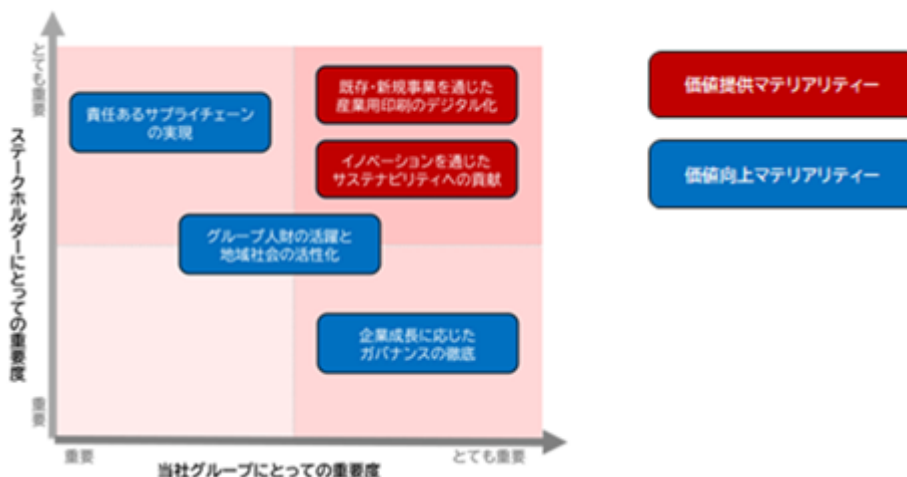 とても重要
ステークホルダーにとっての重要度
重要
責任あるサプライチェーン
の実現
既存・新規事業を通じた
産業用印刷のデジタル化
イノベーションを通じた
サステナビリティへの貢献
グループ人財の活躍と
地域社会の活性化
企業成長に応じた
ガバナンスの徹底
重要
とても重要
当社グループにとっての重要度
価値提供マテリアリティー
価値向上マテリアリティー